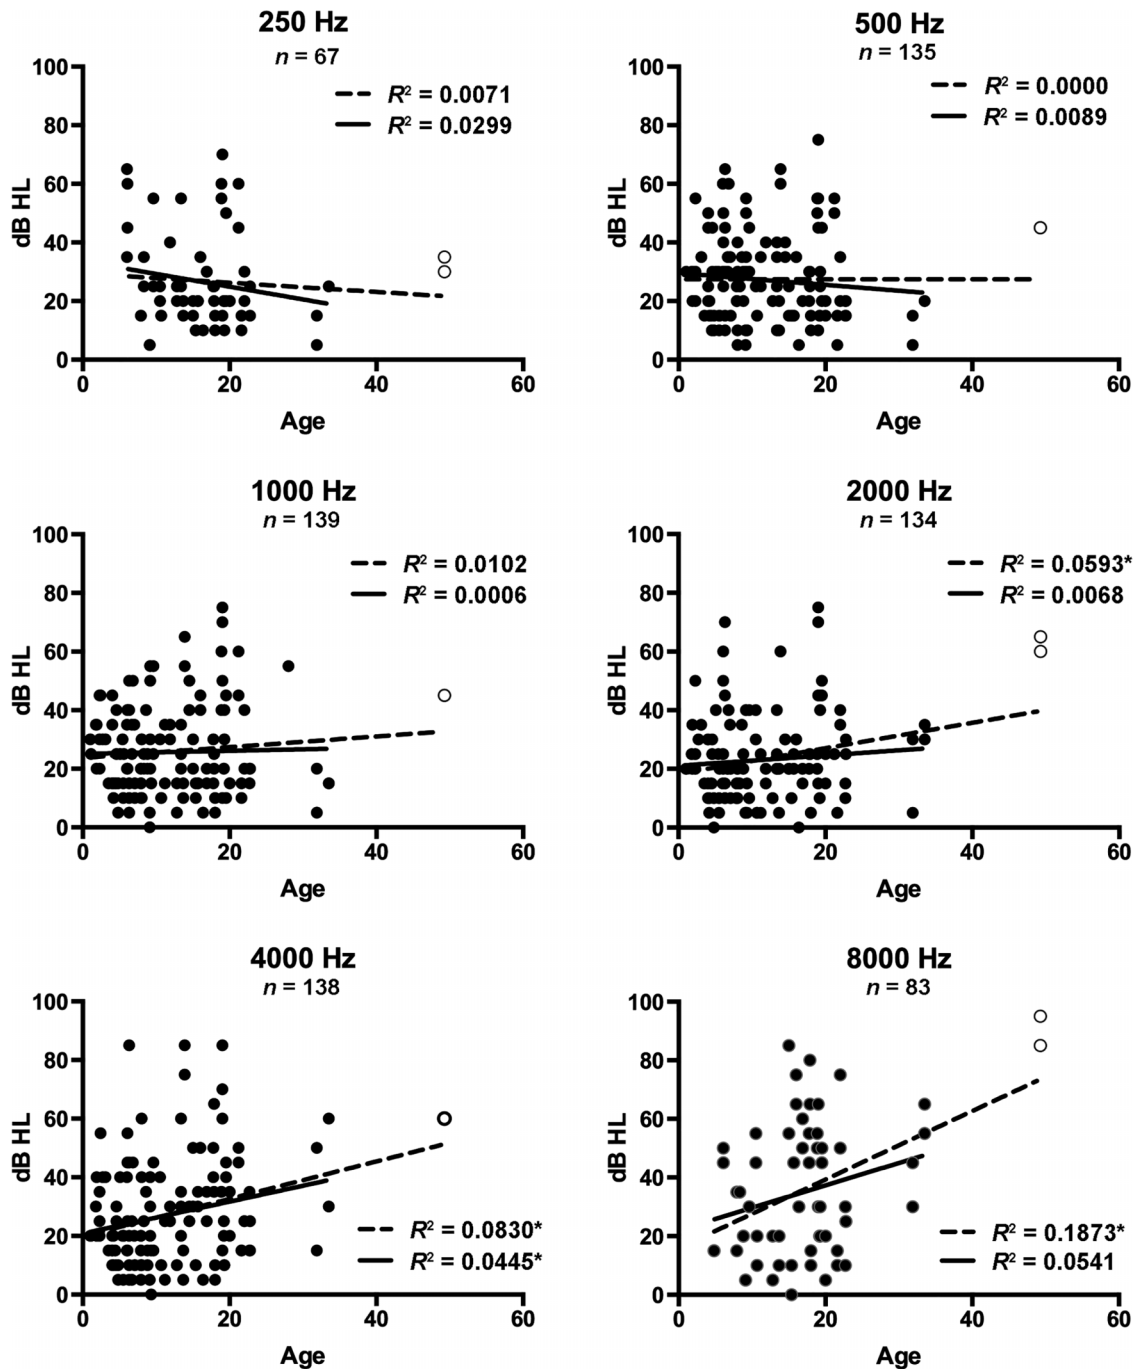 250 Hz
n = 67
R² = 0.0071
R² = 0.0299
100
80
60
40
20
0
dB HL
0 20 40 60
Age
500 Hz
n = 135
R² = 0.0000
R² = 0.0089
100
80
60
40
20
0
dB HL
0 20 40 60
Age
1000 Hz
n = 139
R² = 0.0102
R² = 0.0006
100
80
60
40
20
0
dB HL
0 20 40 60
Age
2000 Hz
n = 134
R² = 0.0593*
R² = 0.0068
100
80
60
40
20
0
dB HL
0 20 40 60
Age
4000 Hz
n = 138
100
80
60
40
20
0
dB HL
R² = 0.0830*
R² = 0.0445*
0 20 40 60
Age
8000 Hz
n = 83
100
80
60
40
20
0
dB HL
R² = 0.1873*
R² = 0.0541
0 20 40 60
Age